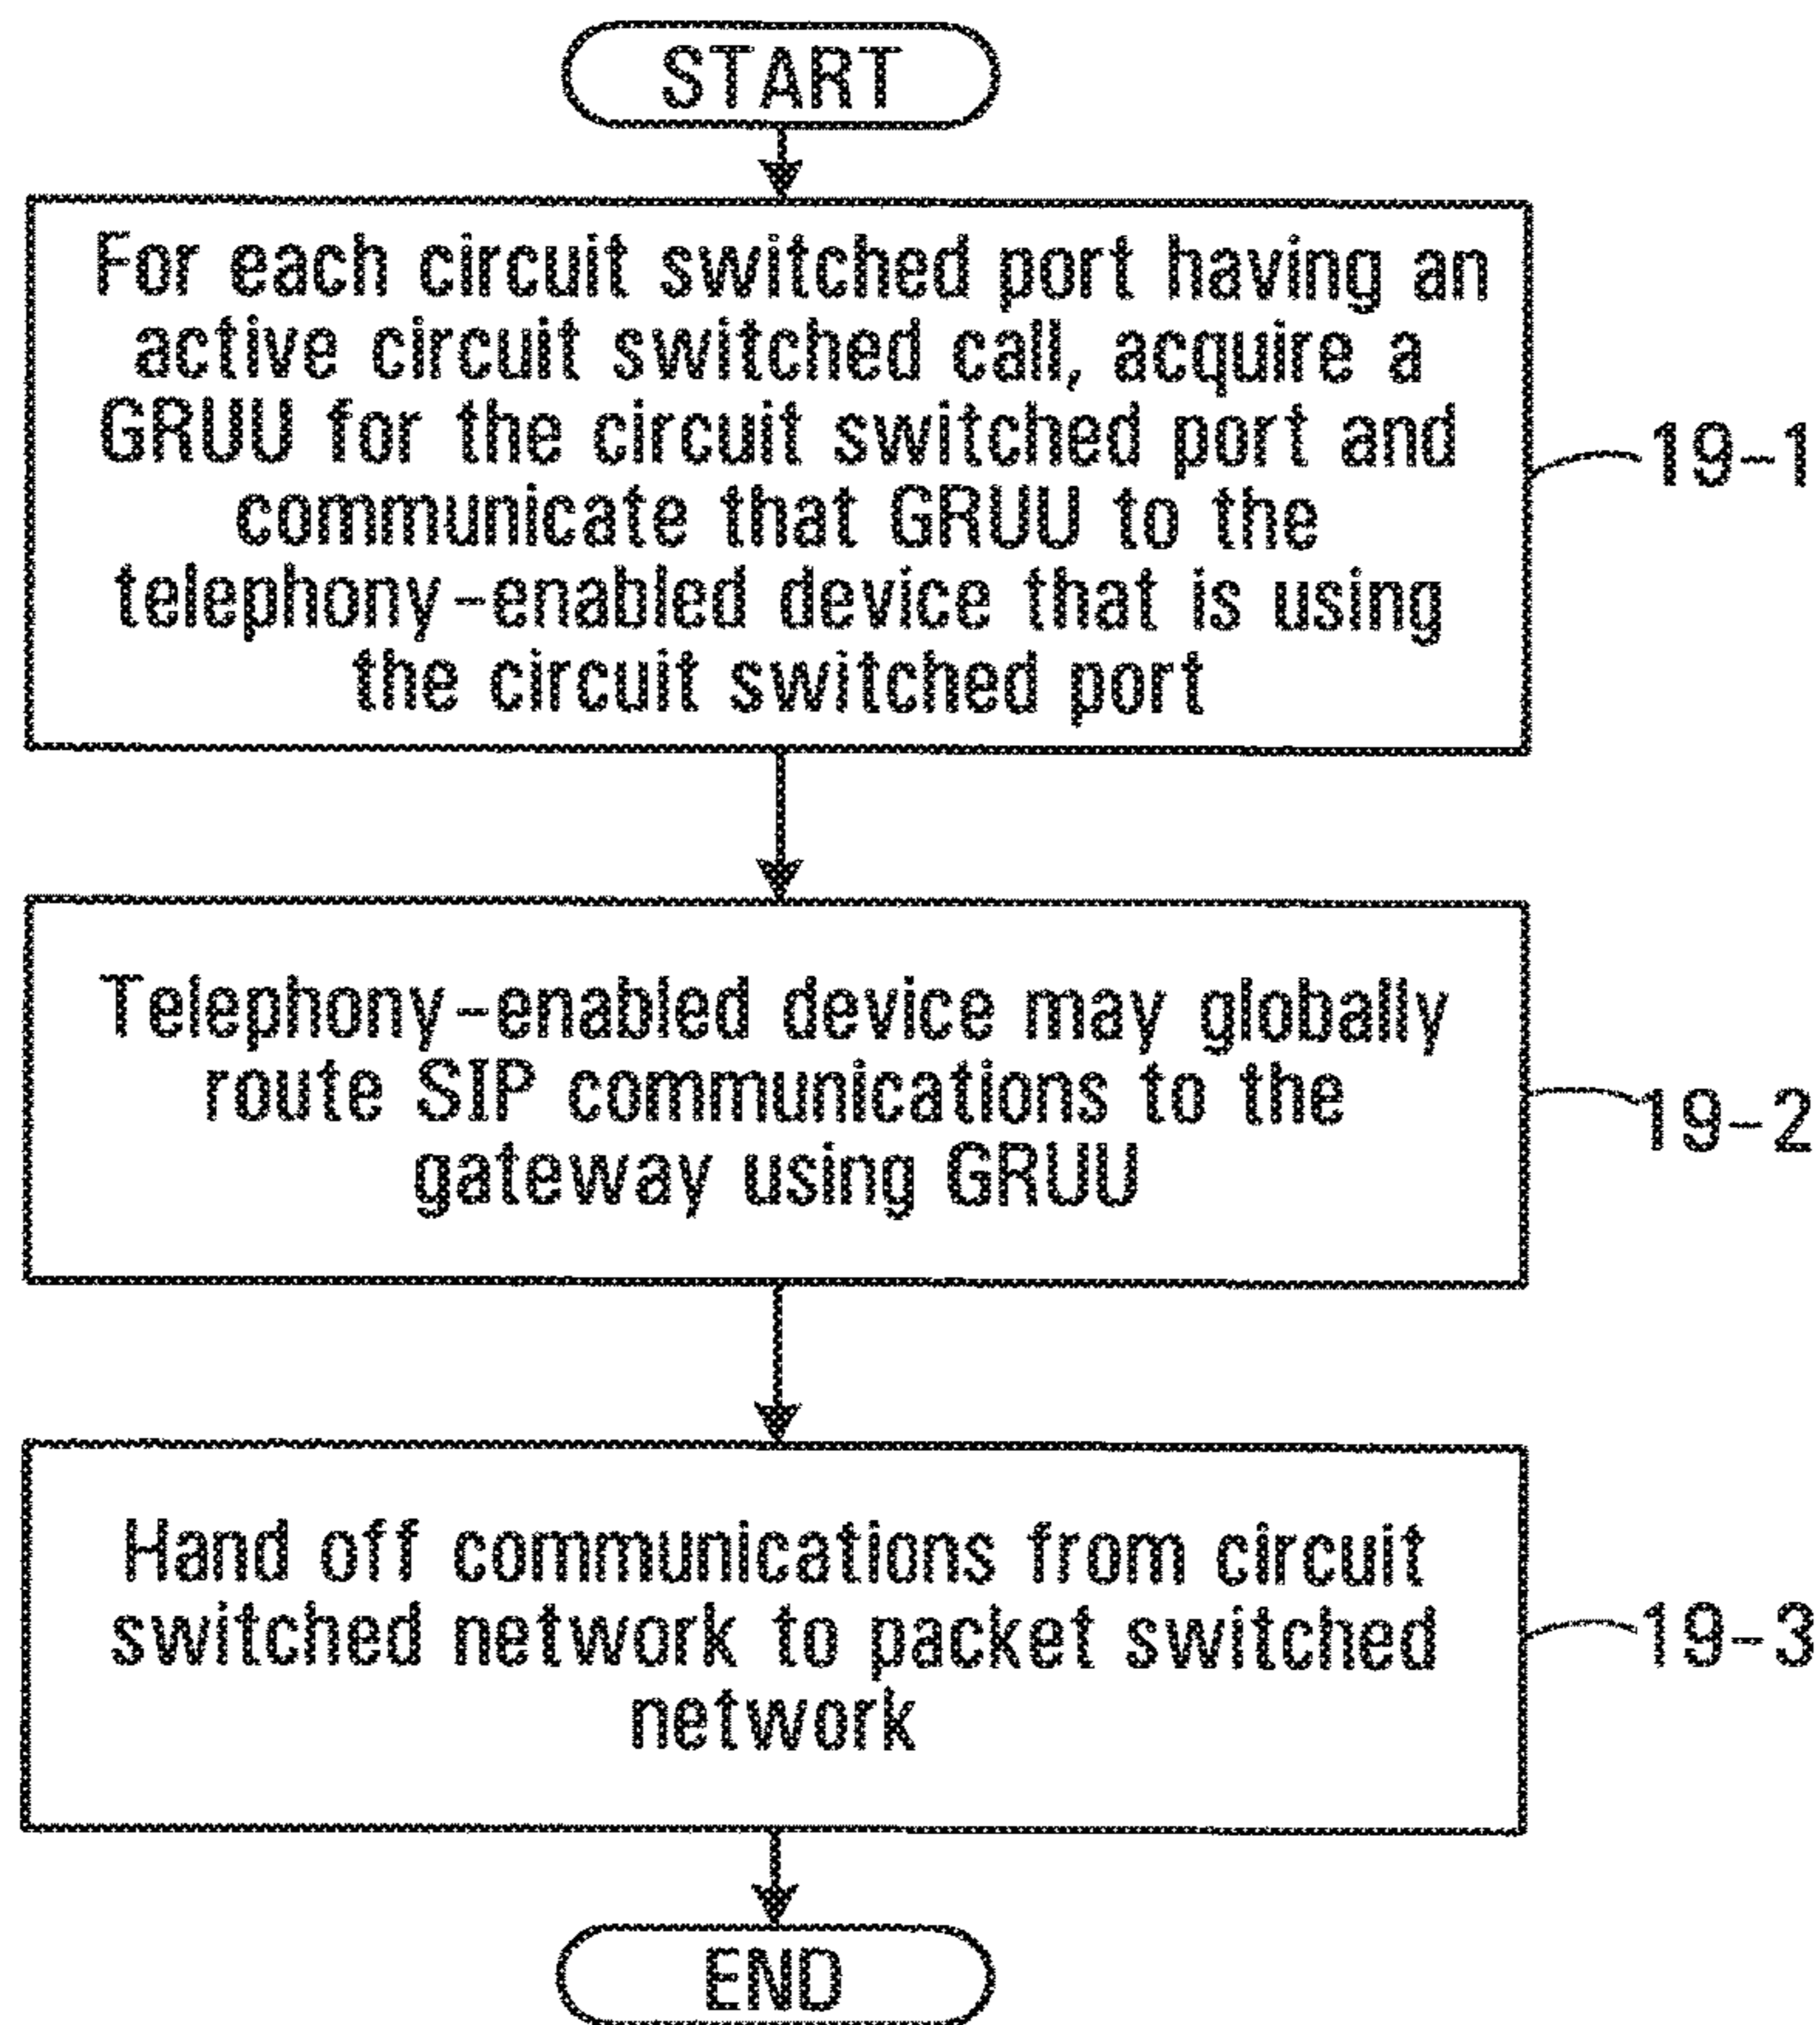 START
For each circuit switched port having an
active circuit switched call, acquire a
GRUU for the circuit switched port and
communicate that GRUU to the
telephony-enabled device that is using
the circuit switched port
19-1
Telephony-enabled device may globally
route SIP communications to the
gateway using GRUU
19-2
Hand off communications from circuit
switched network to packet switched
network
19-3
END